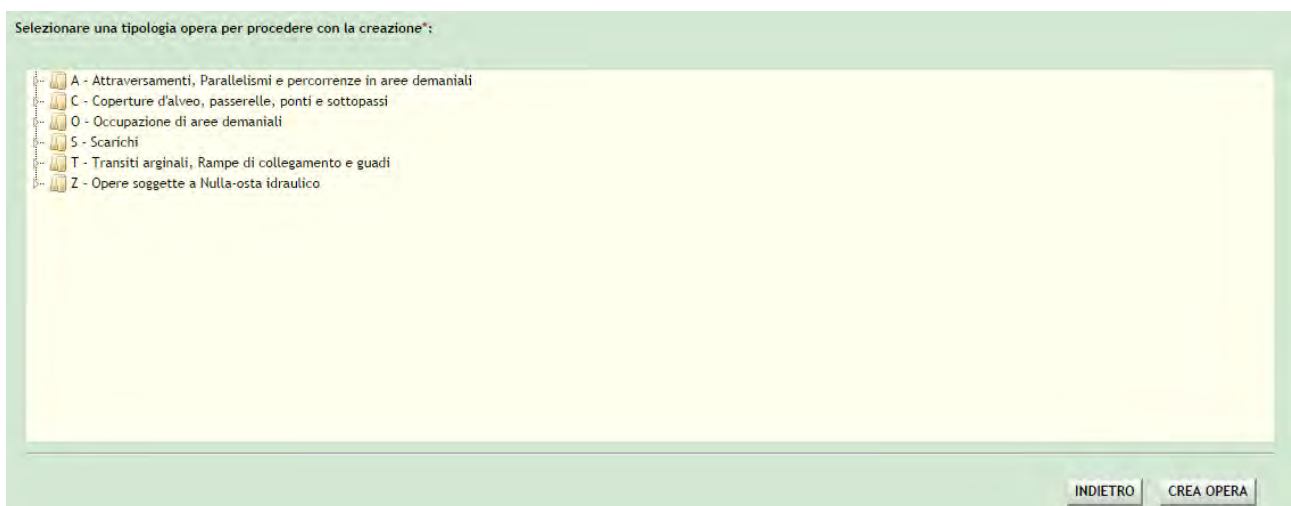 Selezionare una tipologia opera per procedere con la creazione*:
A - Attraversamenti, Parallelismi e percorrenze in aree demaniali
C - Coperture d'alveo, passerelle, ponti e sottopassi
O - Occupazione di aree demaniali
S - Scarichi
T - Transiti arginali, Rampe di collegamento e guadi
Z - Opere soggette a Nulla-osta idraulico
INDIETRO CREA OPERA